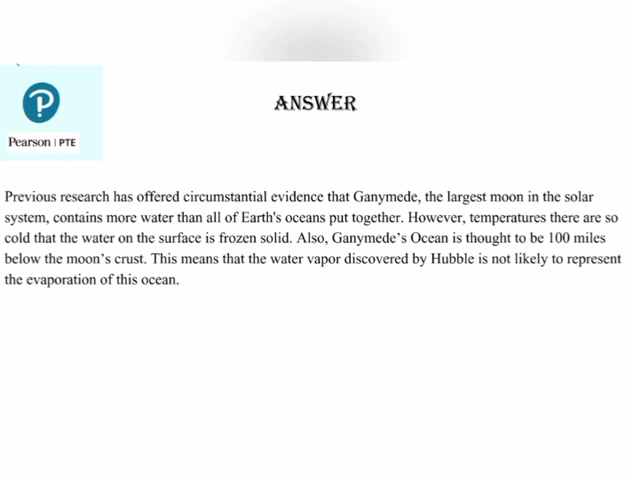 Pearson | PTE
ANSWER
Previous research has offered circumstantial evidence that Ganymede, the largest moon in the solar
system, contains more water than all of Earth's oceans put together. However, temperatures there are so
cold that the water on the surface is frozen solid. Also, Ganymede’s Ocean is thought to be 100 miles
below the moon’s crust. This means that the water vapor discovered by Hubble is not likely to represent
the evaporation of this ocean.